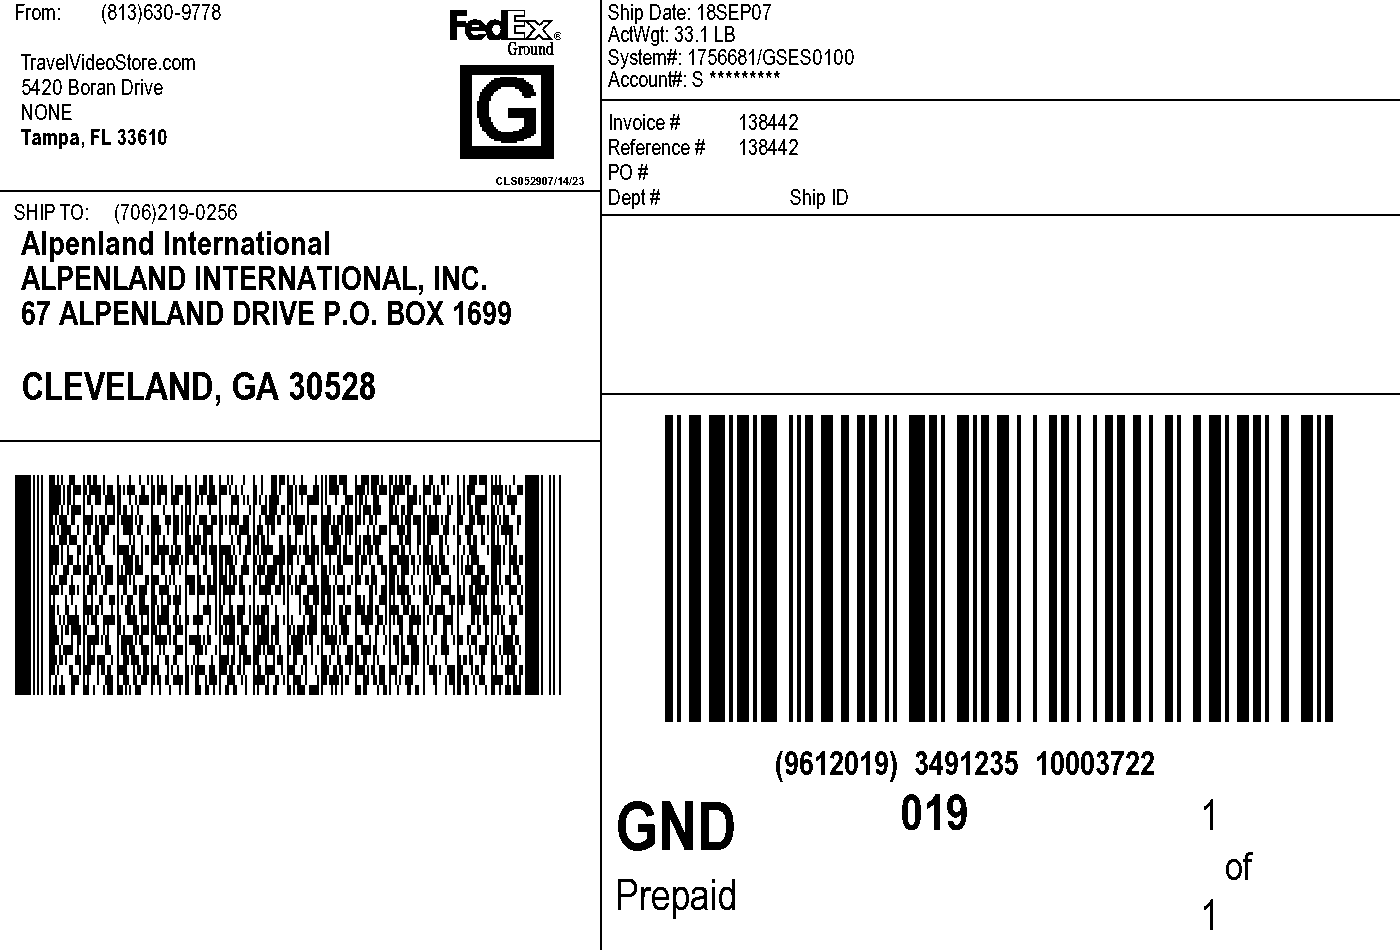 From: (813)630-9778
TravelVideoStore.com
5420 Boran Drive
NONE
Tampa, FL 33610
FedEx®
Ground
G
CLS052907/14/23
Ship Date: 18SEP07
ActWgt: 33.1 LB
System#: 1756681/GSES0100
Account#: S *********
Invoice # 138442
Reference # 138442
PO #
Dept # Ship ID
SHIP TO: (706)219-0256
Alpenland International
ALPENLAND INTERNATIONAL, INC.
67 ALPENLAND DRIVE P.O. BOX 1699
CLEVELAND, GA 30528
(9612019) 3491235 10003722
GND 019 1
of
Prepaid 1